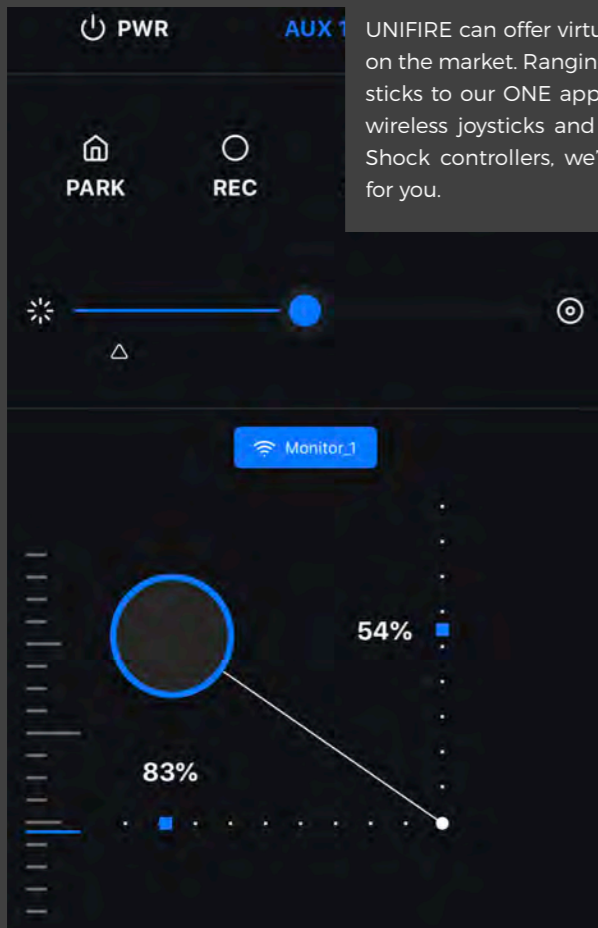 PWR
AUX 1
UNIFIRE can offer virtu
on the market. Rangin
sticks to our ONE app
wireless joysticks and
Shock controllers, we'
for you.
PARK
REC
Monitor_1
54%
83%